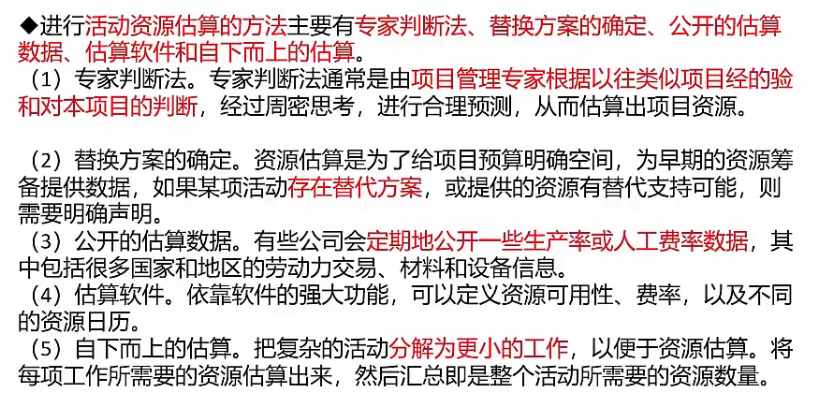 ◆进行活动资源估算的方法主要有专家判断法、替换方案的确定、公开的估算
数据、估算软件和自下而上的估算。
（1）专家判断法。专家判断法通常是由项目管理专家根据以往类似项目经的验
和对本项目的判断，经过周密思考，进行合理预测，从而估算出项目资源。
（2）替换方案的确定。资源估算是为了给项目预算明确空间，为早期的资源筹
备提供数据，如果某项活动存在替代方案，或提供的资源有替代支持可能，则
需要明确声明。
（3）公开的估算数据。有些公司会定期地公开一些生产率或人工费率数据，其
中包括很多国家和地区的劳动力交易、材料和设备信息。
（4）估算软件。依靠软件的强大功能，可以定义资源可用性、费率，以及不同
的资源日历。
（5）自下而上的估算。把复杂的活动分解为更小的工作，以便于资源估算。将
每项工作所需要的资源估算出来，然后汇总即是整个活动所需要的资源数量。